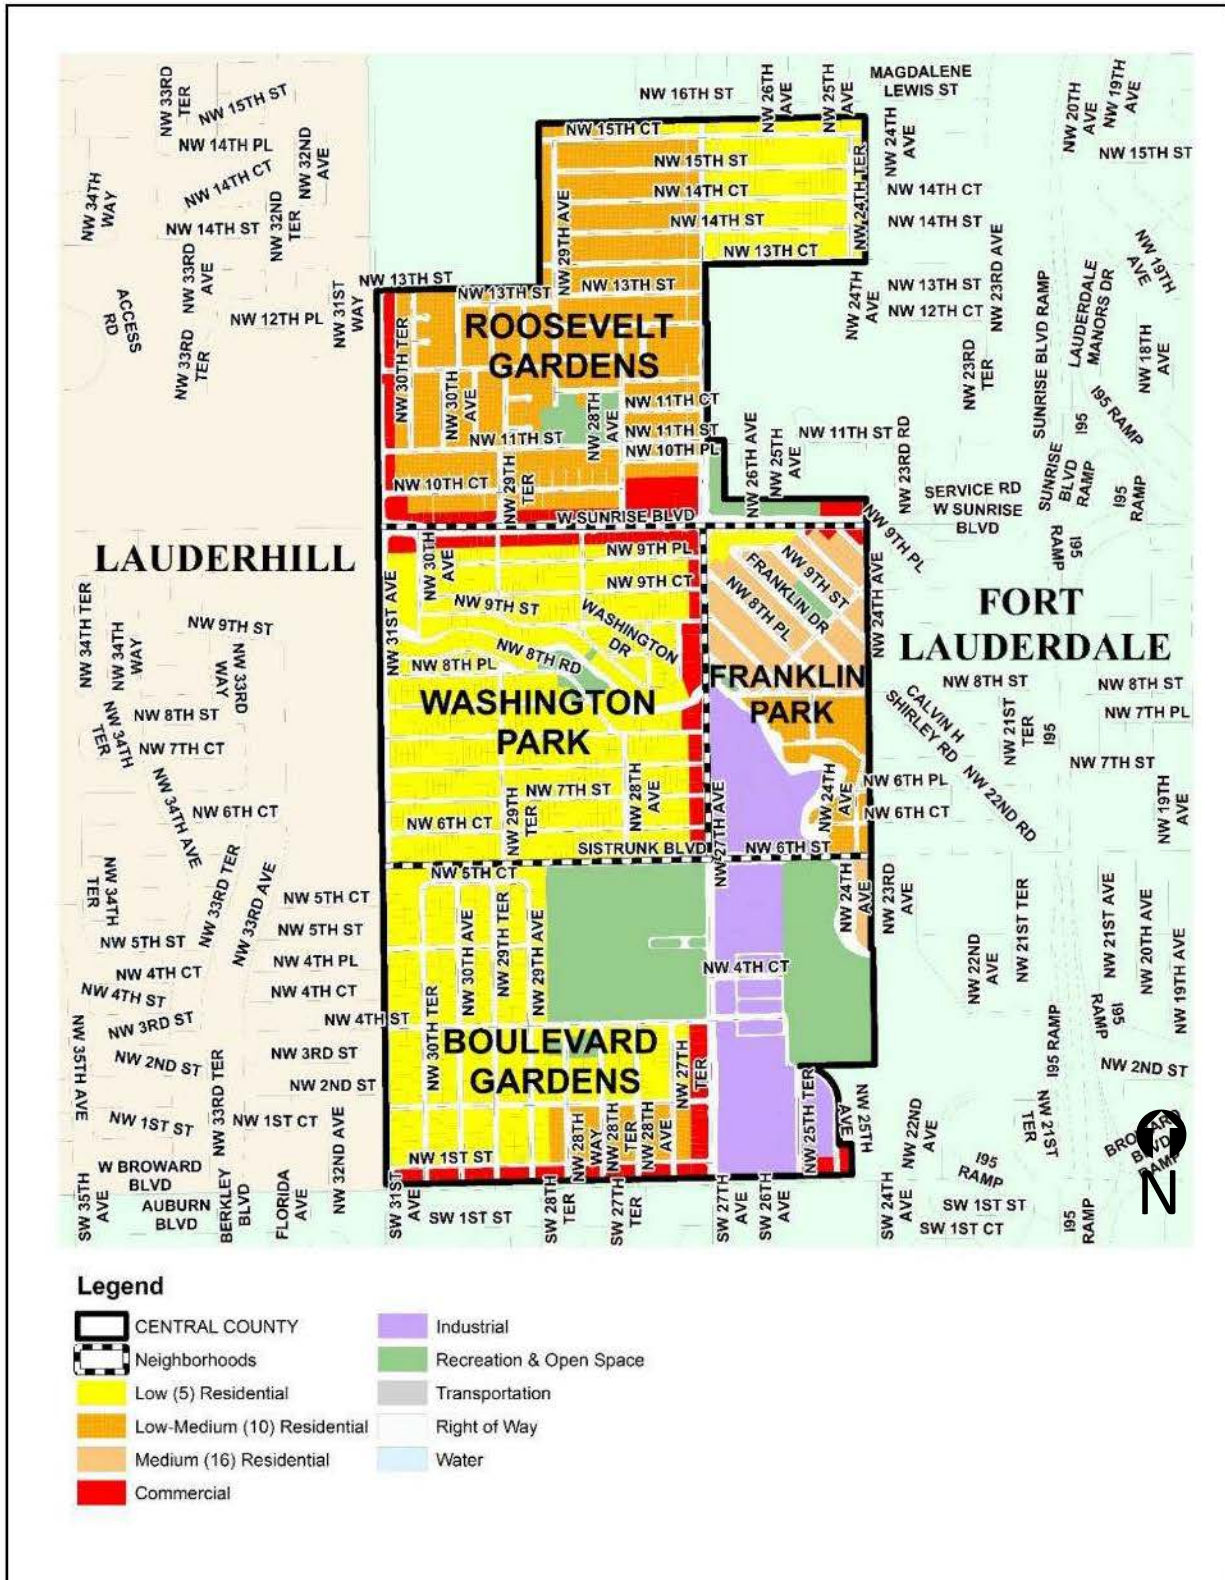 MAGDALENE
LEWIS ST
NW 16TH ST
NW 26TH
AVE
NW 25TH
AVE
NW 33RD
TER
NW 15TH ST
NW 14TH PL
NW 14TH CT
NW 32ND
AVE
NW 34TH
WAY
NW 14TH ST
NW 32ND
TER
NW 33RD
AVE
NW 15TH CT
NW 15TH ST
NW 14TH CT
NW 14TH ST
NW 13TH CT
NW 29TH AVE
NW 24TH TER
NW 24TH
AVE
NW 20TH
AVE
NW 19TH
AVE
NW 15TH ST
NW 14TH CT
NW 14TH ST
NW 23RD AVE
NW 19TH
AVE
NW 13TH ST
NW 13TH ST
NW 13TH ST
NW 24TH
AVE
NW 13TH ST
NW 12TH CT
SUNRISE BLVD RAMP
LAUDERDALE
MANORS DR
NW 18TH
AVE
ACCESS
RD
NW 12TH PL
NW 31ST
WAY
NW 33RD
TER
ROOSEVELT
GARDENS
NW 30TH TER
NW 30TH
AVE
NW 23RD
TER
I95 RAMP
I95
NW 28TH
AVE
NW 11TH CT
NW 11TH ST
NW 11TH ST
NW 10TH PL
NW 26TH AVE
NW 25TH
AVE
NW 11TH ST
NW 23RD RD
NW 10TH CT
NW 29TH
TER
SERVICE RD
W SUNRISE
BLVD
SUNRISE
BLVD
RAMP
I95
RAMP
W SUNRISE BLVD
I95
RAMP
LAUDERHILL
NW 30TH
AVE
NW 9TH PL
NW 9TH CT
NW 9TH ST
FRANKLIN DR
NW 8TH PL
NW 9TH PL
NW 24TH AVE
FORT
LAUDERDALE
NW 34TH TER
NW 34TH
WAY
NW 9TH ST
NW 33RD
WAY
NW 31ST AVE
NW 9TH ST
WASHINGTON
DR
NW 8TH RD
NW 8TH PL
WASHINGTON
PARK
FRANKLIN
PARK
NW 8TH ST
CALVIN H
SHIRLEY RD
NW 21ST
TER
I95
NW 8TH ST
NW 7TH PL
NW 7TH ST
NW 8TH ST
NW 7TH CT
NW 34TH
TER
NW 34TH AVE
NW 6TH CT
NW 7TH ST
NW 28TH
AVE
NW 6TH CT
NW 29TH
TER
SISTRUNK BLVD
NW 27TH AVE
NW 6TH ST
NW 24TH
AVE
NW 6TH PL
NW 6TH CT
NW 22ND RD
NW 19TH
AVE
NW 34TH
TER
NW 33RD TER
NW 33RD AVE
NW 5TH CT
NW 5TH ST
NW 4TH PL
NW 4TH CT
NW 4TH ST
NW 5TH ST
NW 4TH CT
NW 4TH ST
NW 3RD ST
NW 2ND ST
NW 5TH CT
NW 30TH AVE
NW 29TH TER
NW 29TH AVE
NW 30TH TER
NW 24TH
AVE
NW 23RD
AVE
NW 22ND
AVE
NW 21ST TER
NW 21ST AVE
NW 20TH AVE
NW 19TH AVE
NW 4TH CT
BOULEVARD
GARDENS
NW 27TH
TER
I95 RAMP
I95
RAMP
NW 2ND ST
NW 35TH AVE
NW 3RD ST
NW 2ND ST
NW 33RD TER
NW 1ST ST
NW 1ST CT
NW 32ND AVE
NW 1ST ST
NW 28TH
WAY
NW 28TH
TER
NW 28TH
AVE
NW 25TH TER
NW 25TH
AVE
NW 22ND
AVE
NW 21ST
TER
I95
RAMP
BROWARD
BLVD
RAMP
N
W BROWARD
BLVD
SW 35TH
AVE
AUBURN
BLVD
BERKLEY
BLVD
FLORIDA
AVE
SW 31ST
AVE
SW 1ST ST
SW 28TH
TER
SW 27TH
TER
SW 27TH
AVE
SW 26TH
AVE
SW 24TH
AVE
SW 1ST ST
SW 1ST CT
I95
RAMP
Legend
CENTRAL COUNTY
Neighborhoods
Low (5) Residential
Low-Medium (10) Residential
Medium (16) Residential
Commercial
Industrial
Recreation & Open Space
Transportation
Right of Way
Water